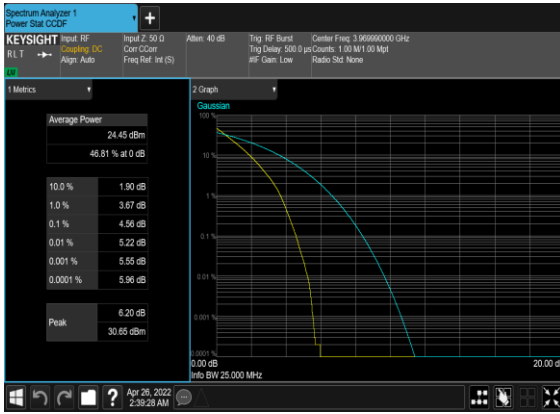 Spectrum Analyzer 1
Power Stat CCDF
+
KEYSIGHT
Input: RF
Input Z: 50 Ω
Atten: 40 dB
Trig: RF Burst
Center Freq: 3.969990000 GHz
RLT
Coupling: DC
Corr CCorr
Trig Delay: 500.0 µs
Counts: 1.00 M/1.00 Mpt
Align: Auto
Freq Ref: Int (S)
#IF Gain: Low
Radio Std: None
1 Metrics
2 Graph
Average Power
24.45 dBm
46.81 % at 0 dB
10.0 % 1.90 dB
1.0 % 3.67 dB
0.1 % 4.56 dB
0.01 % 5.22 dB
0.001 % 5.55 dB
0.0001 % 5.96 dB
Peak
6.20 dB
30.65 dBm
Gaussian
100 %
10 %
1 %
0.1 %
0.01 %
0.001 %
0.0001 %
0.00 dB
20.00 d
Info BW 25.000 MHz
?
Apr 26, 2022
2:39:28 AM